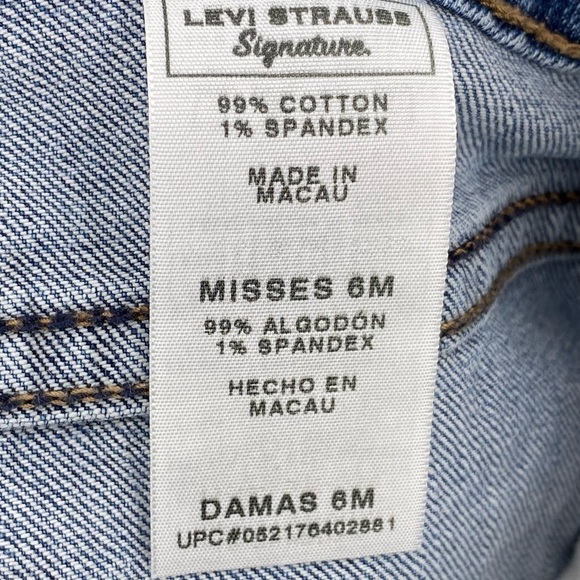 LEVI STRAUSS
Signature.
99% COTTON
1% SPANDEX
MADE IN
MACAU
MISSES 6M
99% ALGODÓN
1% SPANDEX
HECHO EN
MACAU
DAMAS 6M
UPC#052176402881